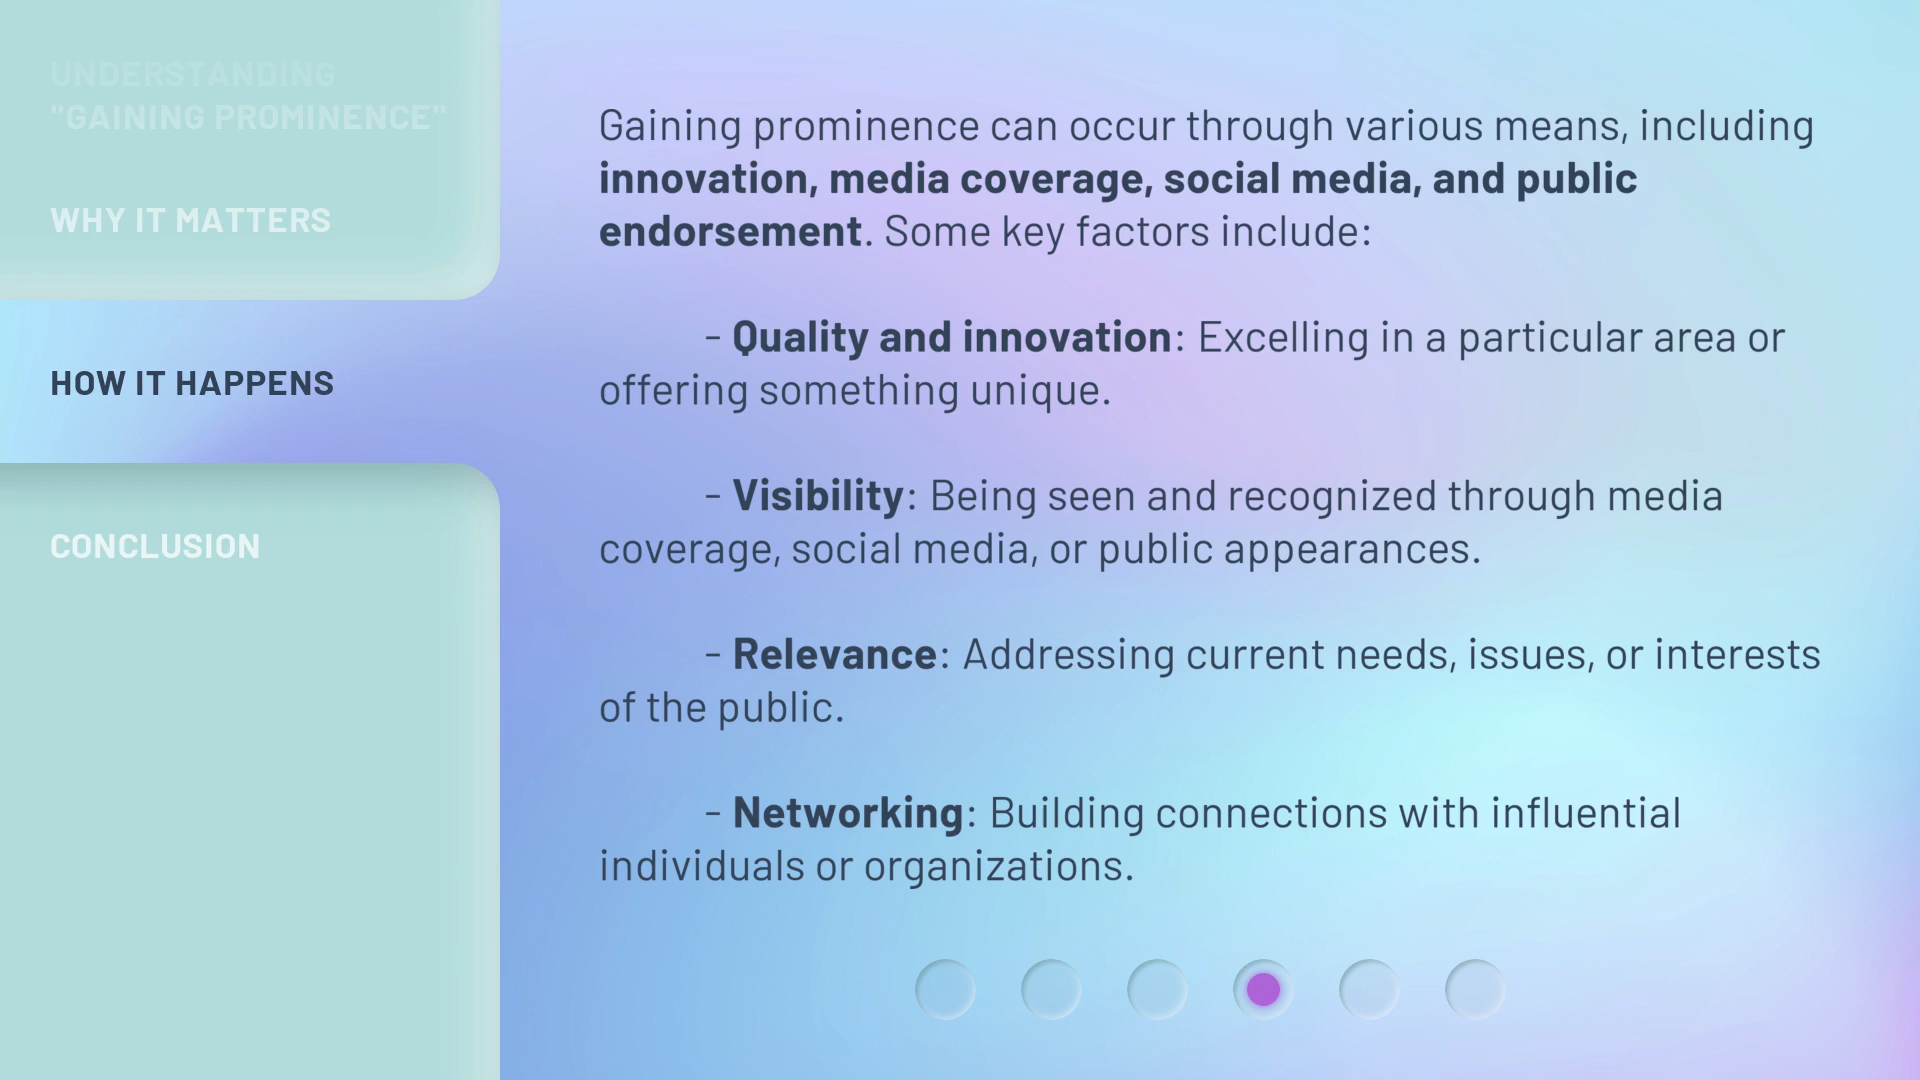 UNDERSTANDING
"GAINING PROMINENCE"
WHY IT MATTERS
HOW IT HAPPENS
CONCLUSION
Gaining prominence can occur through various means, including
innovation, media coverage, social media, and public
endorsement. Some key factors include:
- Quality and innovation: Excelling in a particular area or
offering something unique.
- Visibility: Being seen and recognized through media
coverage, social media, or public appearances.
- Relevance: Addressing current needs, issues, or interests
of the public.
- Networking: Building connections with influential
individuals or organizations.